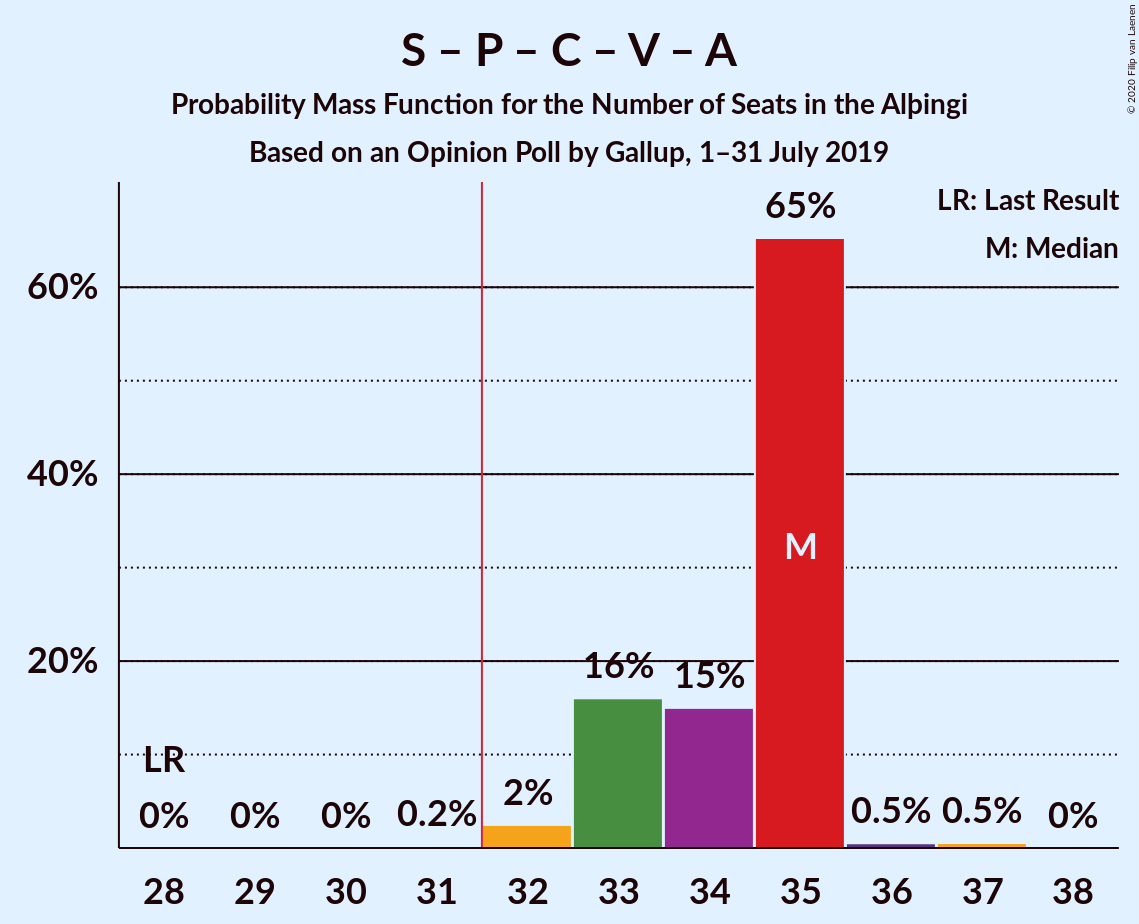 S – P – C – V – A
Probability Mass Function for the Number of Seats in the Alþingi
Based on an Opinion Poll by Gallup, 1–31 July 2019
© 2020 Filip van Laenen
LR: Last Result
M: Median
65%
60%
M
40%
20%
16%
15%
LR
0%
0%
0%
0.2%
2%
0.5%
0.5%
0%
28 29 30 31 32 33 34 35 36 37 38